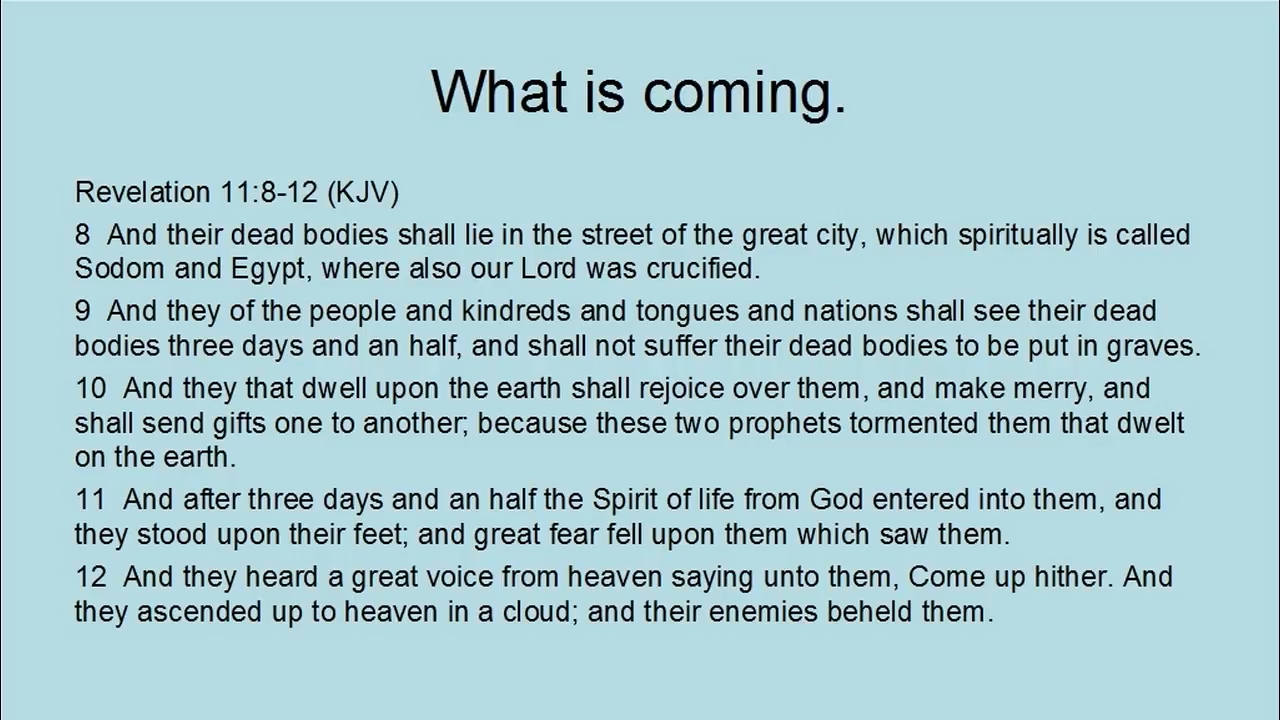 What is coming.
Revelation 11:8-12 (KJV)
8 And their dead bodies shall lie in the street of the great city, which spiritually is called
Sodom and Egypt, where also our Lord was crucified.
9 And they of the people and kindreds and tongues and nations shall see their dead
bodies three days and an half, and shall not suffer their dead bodies to be put in graves.
10 And they that dwell upon the earth shall rejoice over them, and make merry, and
shall send gifts one to another; because these two prophets tormented them that dwelt
on the earth.
11 And after three days and an half the Spirit of life from God entered into them, and
they stood upon their feet; and great fear fell upon them which saw them.
12 And they heard a great voice from heaven saying unto them, Come up hither. And
they ascended up to heaven in a cloud; and their enemies beheld them.